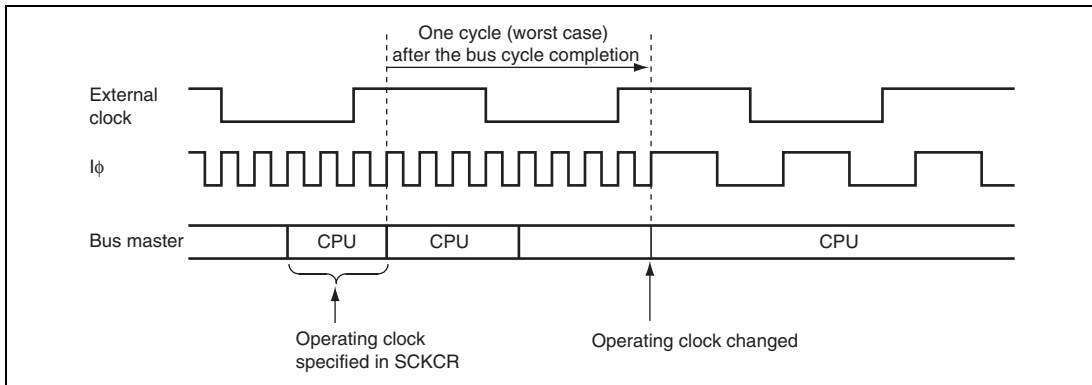 One cycle (worst case)
after the bus cycle completion
External
clock
Iϕ
Bus master
CPU
CPU
CPU
Operating clock
specified in SCKCR
Operating clock changed